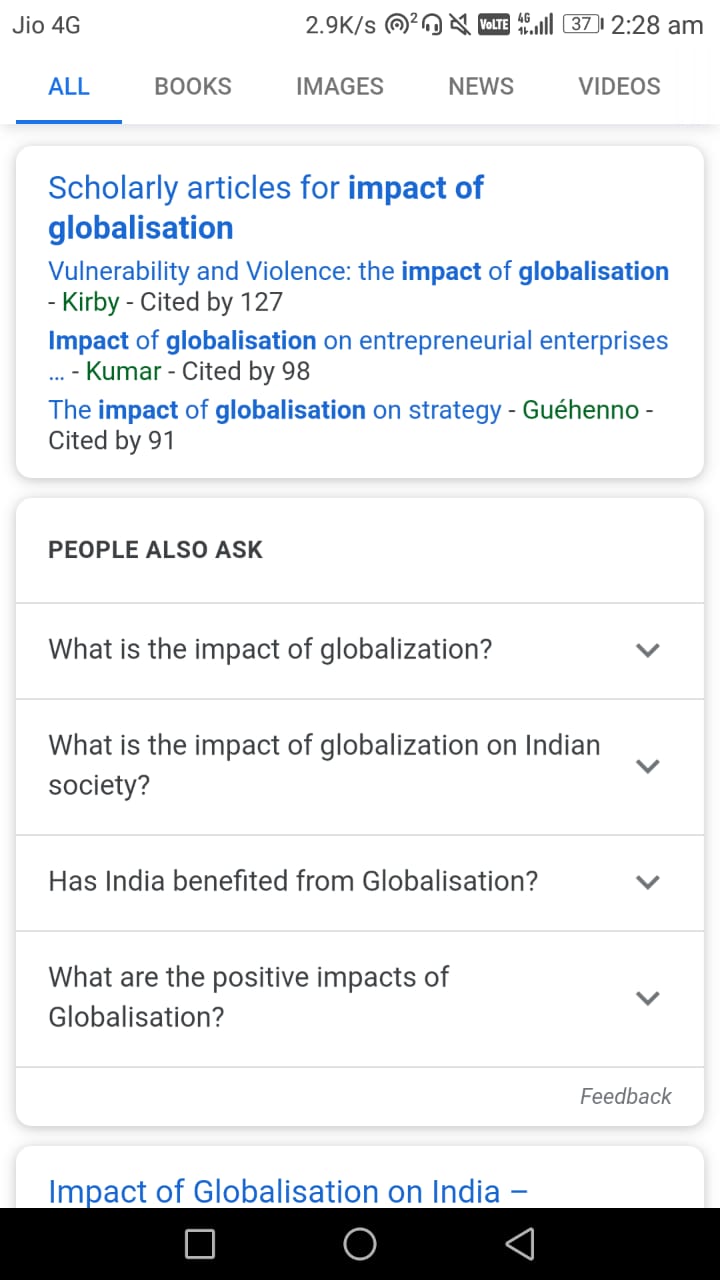 Jio 4G 2.9K/s 2 VoLTE 4G 37 2:28 am
ALL BOOKS IMAGES NEWS VIDEOS
Scholarly articles for impact of
globalisation
Vulnerability and Violence: the impact of globalisation
- Kirby - Cited by 127
Impact of globalisation on entrepreneurial enterprises
... - Kumar - Cited by 98
The impact of globalisation on strategy - Guéhenno -
Cited by 91
PEOPLE ALSO ASK
What is the impact of globalization?
What is the impact of globalization on Indian
society?
Has India benefited from Globalisation?
What are the positive impacts of
Globalisation?
Feedback
Impact of Globalisation on India –